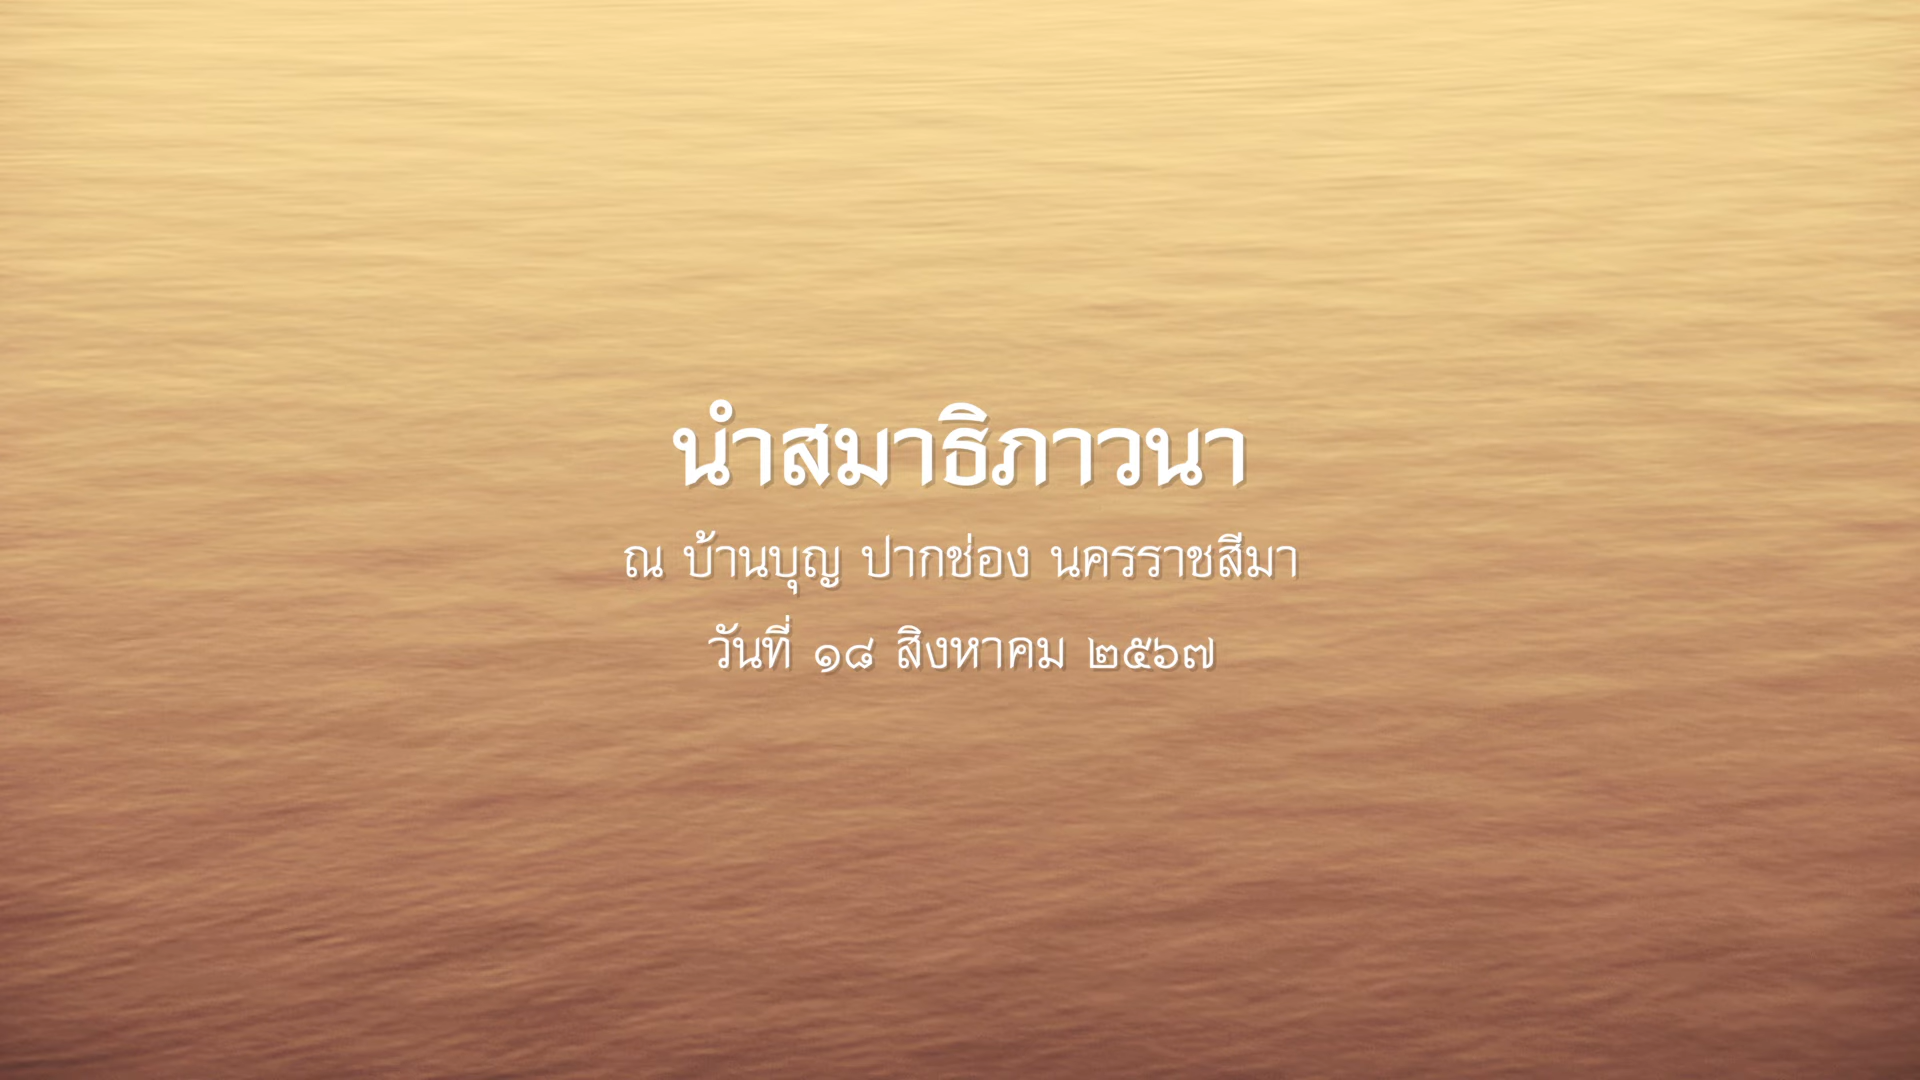 นำสมาธิภาวนา
ณ บ้านบุญ ปากช่อง นครราชสีมา
วันที่ ๑๘ สิงหาคม ๒๕๖๗